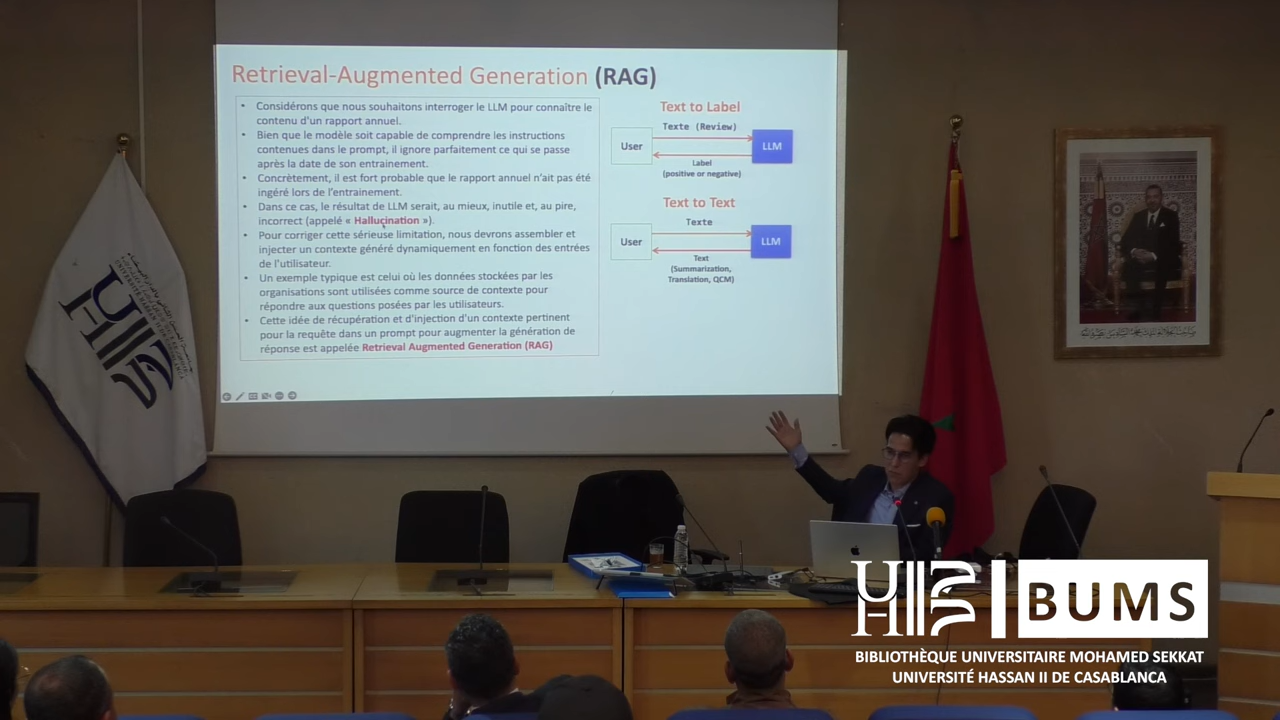 Retrieval-Augmented Generation (RAG)
• Considérons que nous souhaitons interroger le LLM pour connaître le
contenu d'un rapport annuel.
• Bien que le modèle soit capable de comprendre les instructions
contenues dans le prompt, il ignore parfaitement ce qui se passe
après la date de son entrainement.
• Concrètement, il est fort probable que le rapport annuel n'ait pas été
ingéré lors de l'entrainement.
• Dans ce cas, le résultat de LLM serait, au mieux, inutile et, au pire,
incorrect (appelé « Hallucination »).
• Pour corriger cette sérieuse limitation, nous devrons assembler et
injecter un contexte généré dynamiquement en fonction des entrées
de l'utilisateur.
• Un exemple typique est celui où les données stockées par les
organisations sont utilisées comme source de contexte pour
répondre aux questions posées par les utilisateurs.
• Cette idée de récupération et d'injection d'un contexte pertinent
pour la requête dans un prompt pour augmenter la génération de
réponse est appelée Retrieval Augmented Generation (RAG)
Text to Label
Texte (Review)
User
LLM
Label
(positive or negative)
Text to Text
Texte
User
LLM
Text
(Summarization,
Translation, QCM)
UH
BUMS
BIBLIOTHÈQUE UNIVERSITAIRE MOHAMED SEKKAT
UNIVERSITÉ HASSAN II DE CASABLANCA